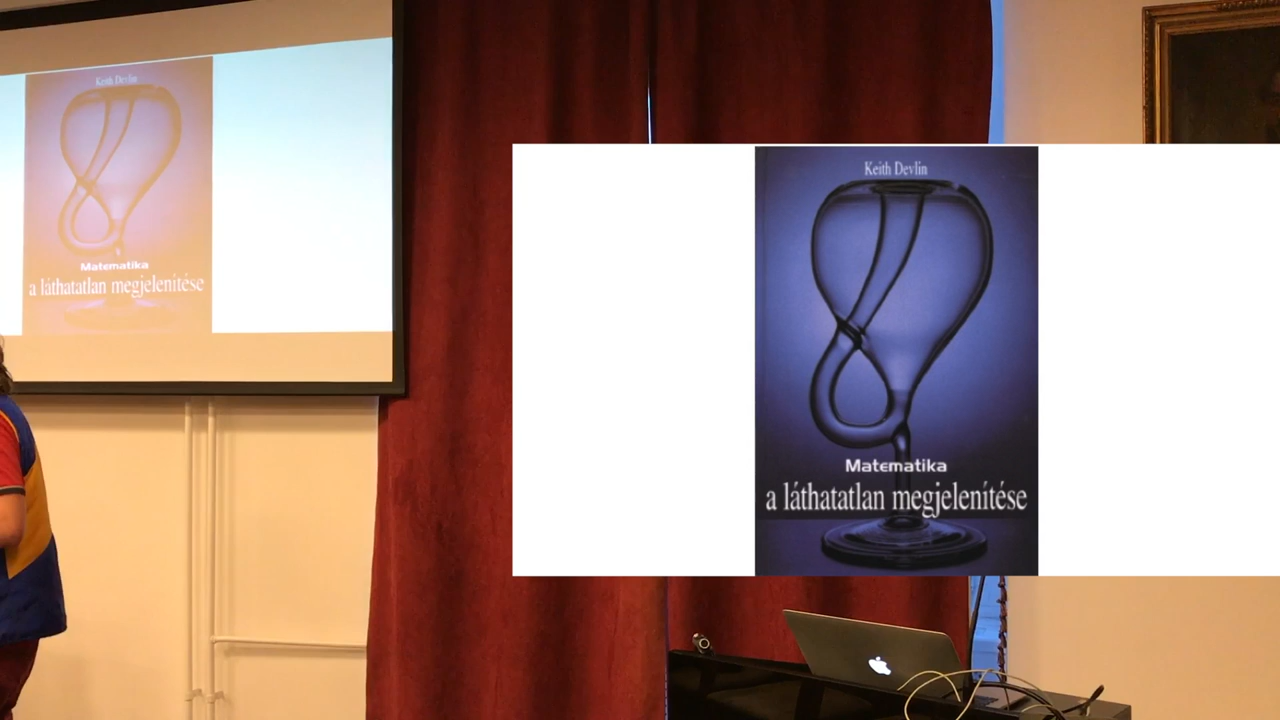 Keith Devlin
Matematika
a láthatatlan megjelenítése
Keith Devlin
Matematika
a láthatatlan megjelenítése